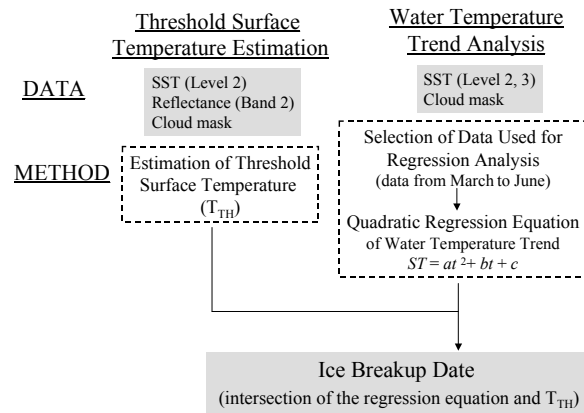 Threshold Surface
Temperature Estimation
Water Temperature
Trend Analysis
DATA
SST (Level 2)
Reflectance (Band 2)
Cloud mask
SST (Level 2, 3)
Cloud mask
METHOD
Estimation of Threshold
Surface Temperature
(T_TH)
Selection of Data Used for
Regression Analysis
(data from March to June)
Quadratic Regression Equation
of Water Temperature Trend
ST = at ²+ bt + c
Ice Breakup Date
(intersection of the regression equation and T_TH)